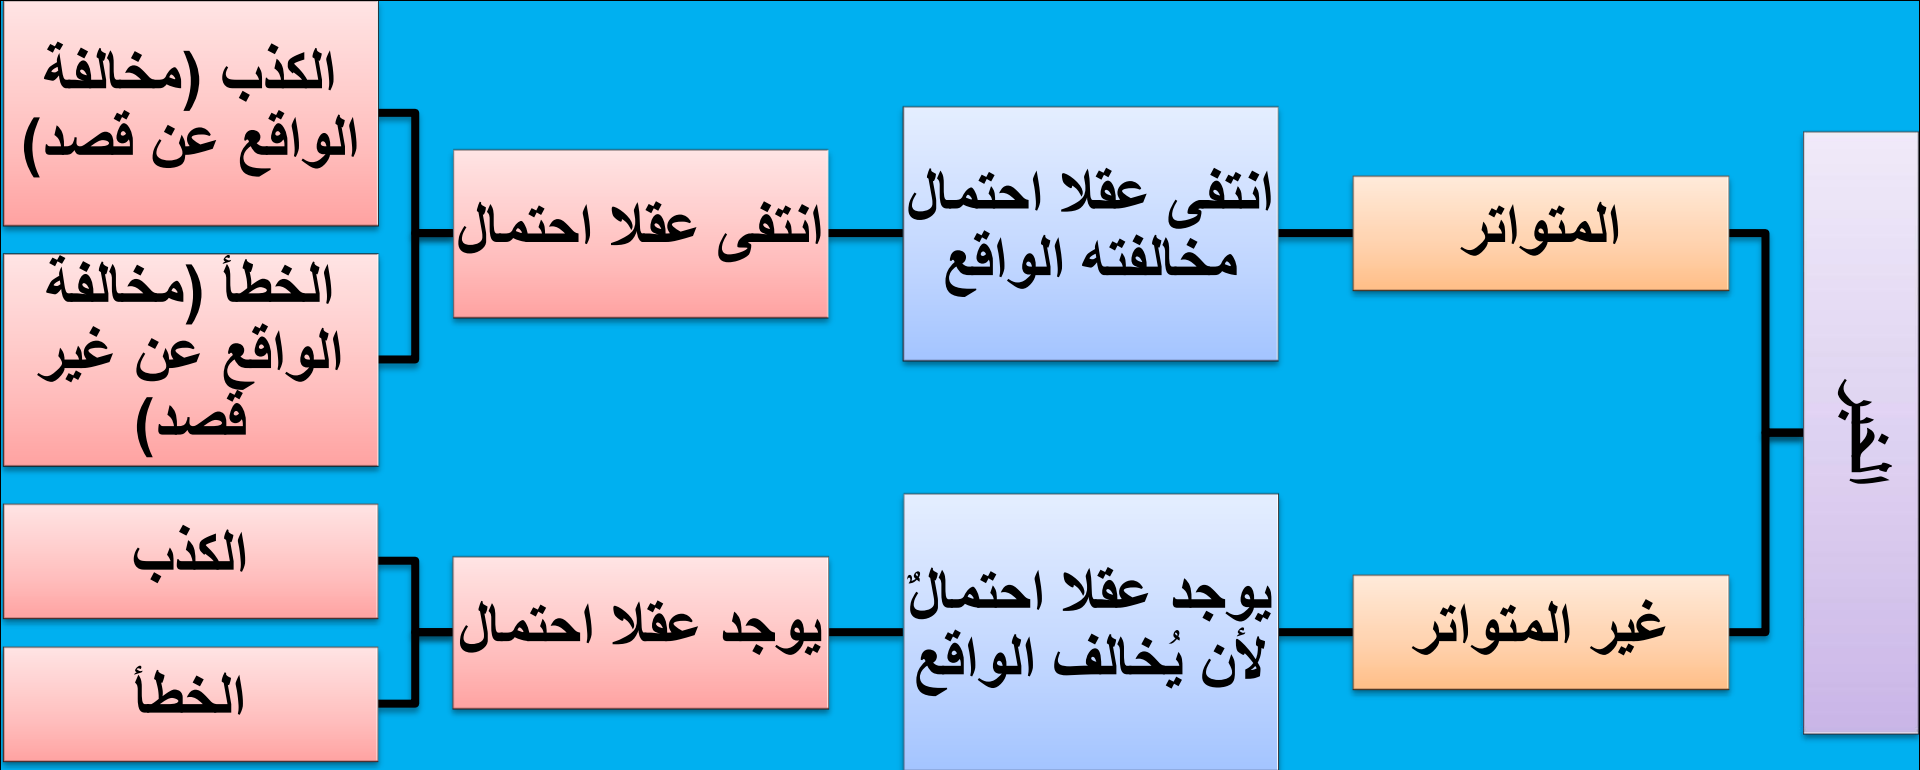 الخبر
المتواتر
انتفى عقلا احتمال
مخالفته الواقع
انتفى عقلا احتمال
الكذب (مخالفة
الواقع عن قصد)
الخطأ (مخالفة
الواقع عن غير
قصد)
غير المتواتر
يوجد عقلا احتمالٌ
لأن يُخالف الواقع
يوجد عقلا احتمال
الكذب
الخطأ